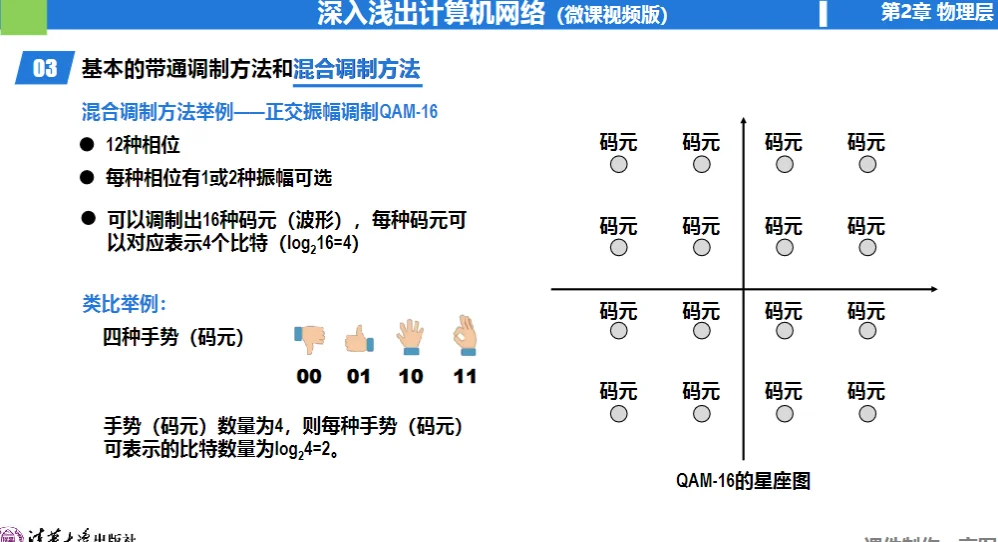 深入浅出计算机网络（微课视频版）
第2章 物理层
03 基本的带通调制方法和混合调制方法
混合调制方法举例——正交振幅调制QAM-16
● 12种相位
● 每种相位有1或2种振幅可选
● 可以调制出16种码元（波形），每种码元可
以对应表示4个比特（log₂16=4）
类比举例：
四种手势（码元）
00 01 10 11
手势（码元）数量为4，则每种手势（码元）
可表示的比特数量为log₂4=2。
码元 码元 码元 码元
码元 码元 码元 码元
码元 码元 码元 码元
码元 码元 码元 码元
QAM-16的星座图
清华大学出版社